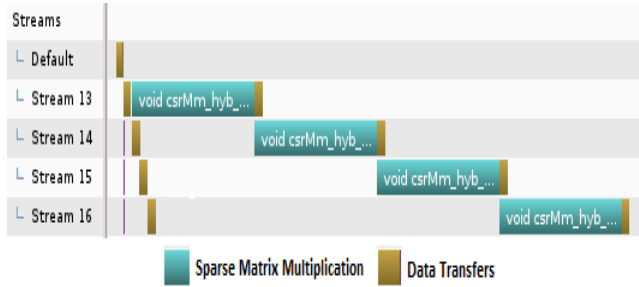 Streams
Default
Stream 13
void csrMm_hyb_...
Stream 14
void csrMm_hyb_...
Stream 15
void csrMm_hyb_...
Stream 16
void csrMm_hyb_...
Sparse Matrix Multiplication
Data Transfers